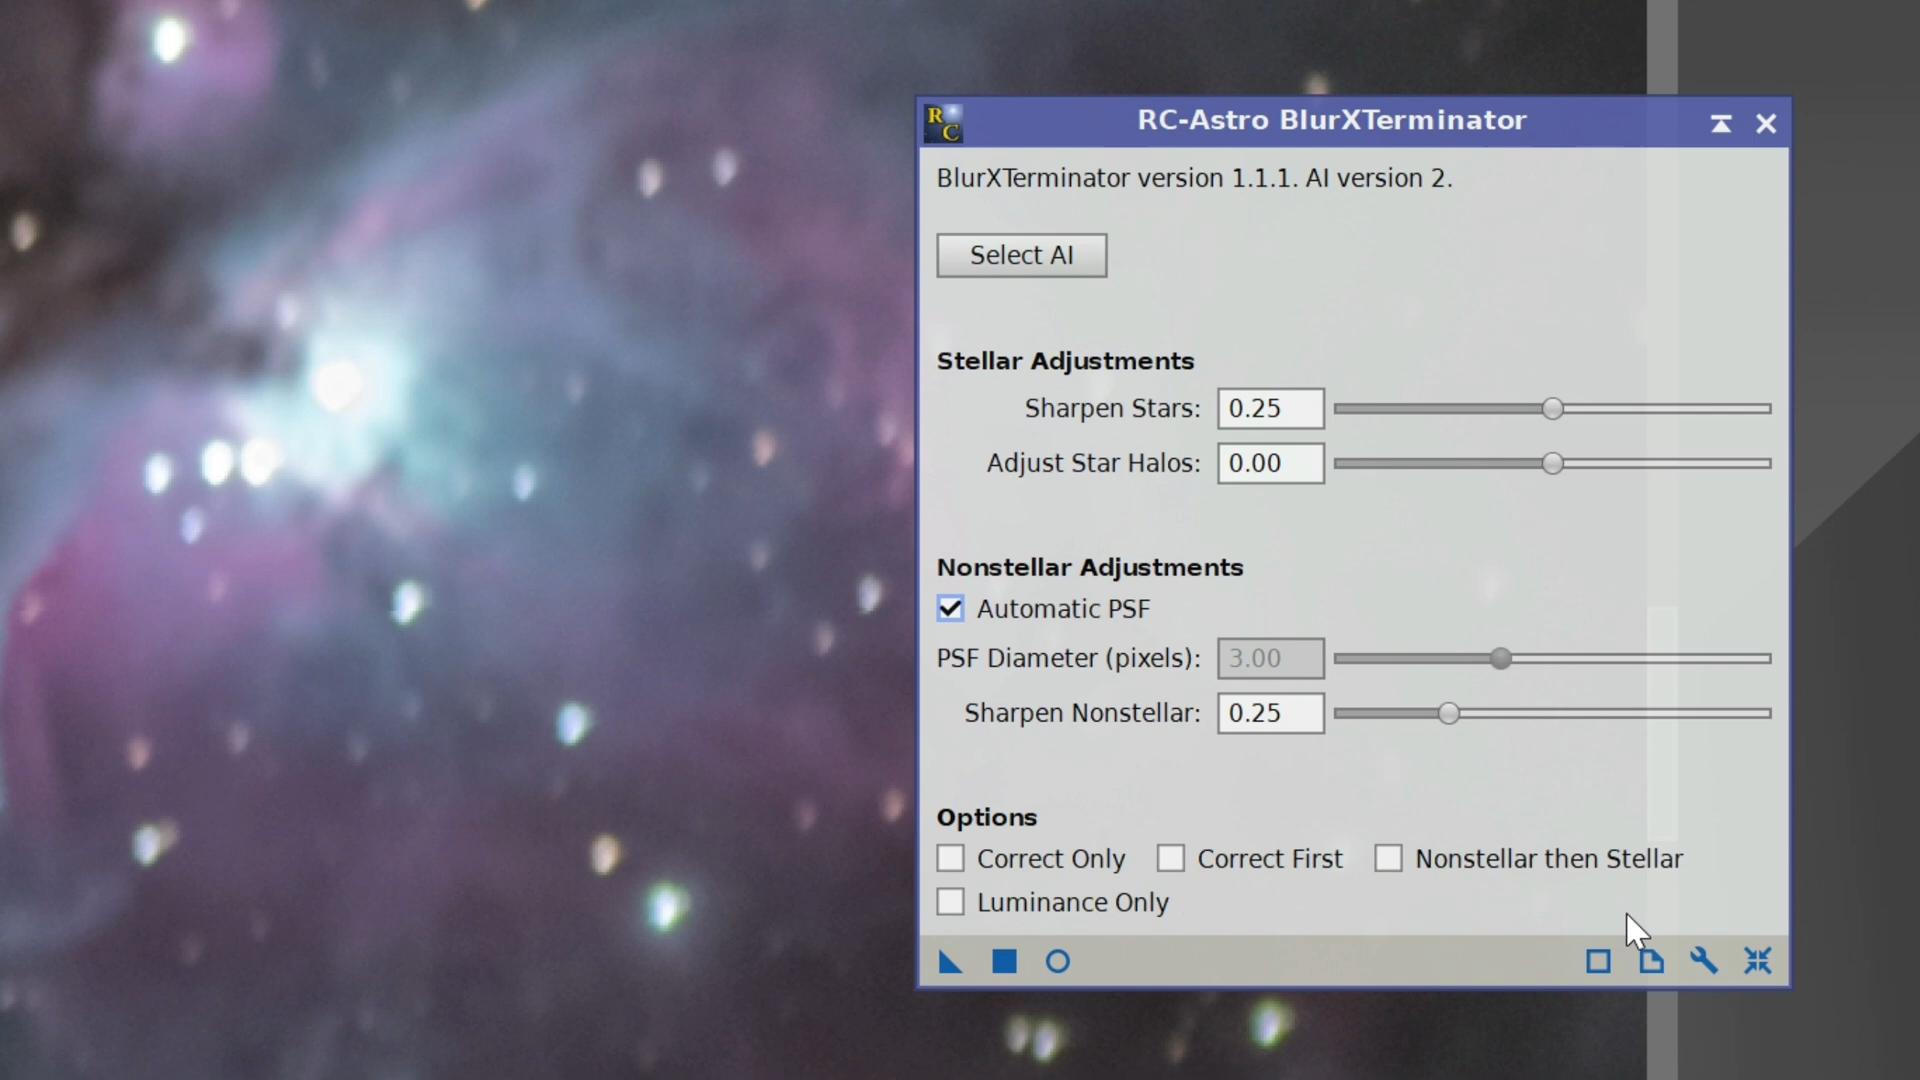 R
C
RC-Astro BlurXTerminator
BlurXTerminator version 1.1.1. AI version 2.
Select AI
Stellar Adjustments
Sharpen Stars: 0.25
Adjust Star Halos: 0.00
Nonstellar Adjustments
Automatic PSF
PSF Diameter (pixels): 3.00
Sharpen Nonstellar: 0.25
Options
Correct Only Correct First Nonstellar then Stellar
Luminance Only